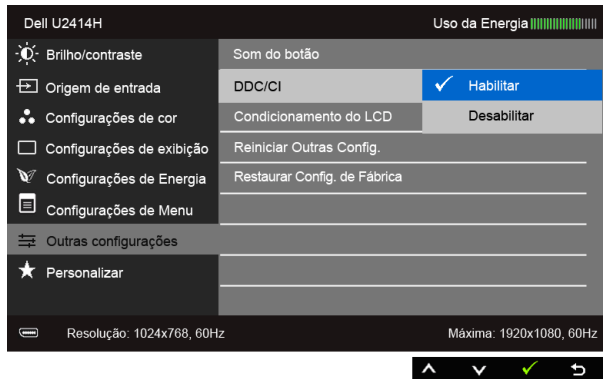 Dell U2414H Uso da Energia
Brilho/contraste Som do botão
Origem de entrada DDC/CI Habilitar
Configurações de cor Condicionamento do LCD Desabilitar
Configurações de exibição Reiniciar Outras Config.
Configurações de Energia Restaurar Config. de Fábrica
Configurações de Menu
Outras configurações
Personalizar
Resolução: 1024x768, 60Hz Máxima: 1920x1080, 60Hz